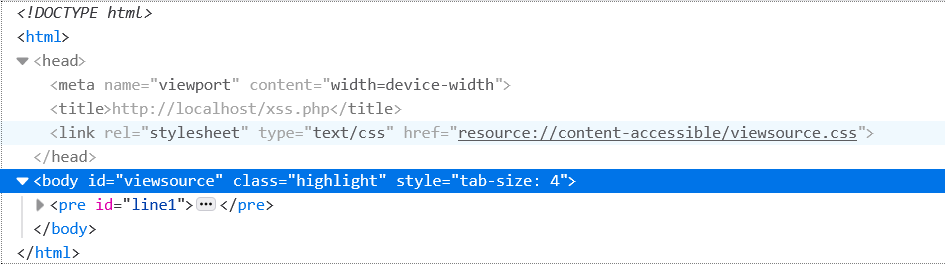 <!DOCTYPE html>
<html>
<head>
<meta name="viewport" content="width=device-width">
<title>http://localhost/xss.php</title>
<link rel="stylesheet" type="text/css" href="resource://content-accessible/viewsource.css">
</head>
<body id="viewsource" class="highlight" style="tab-size: 4">
<pre id="line1">···</pre>
</body>
</html>